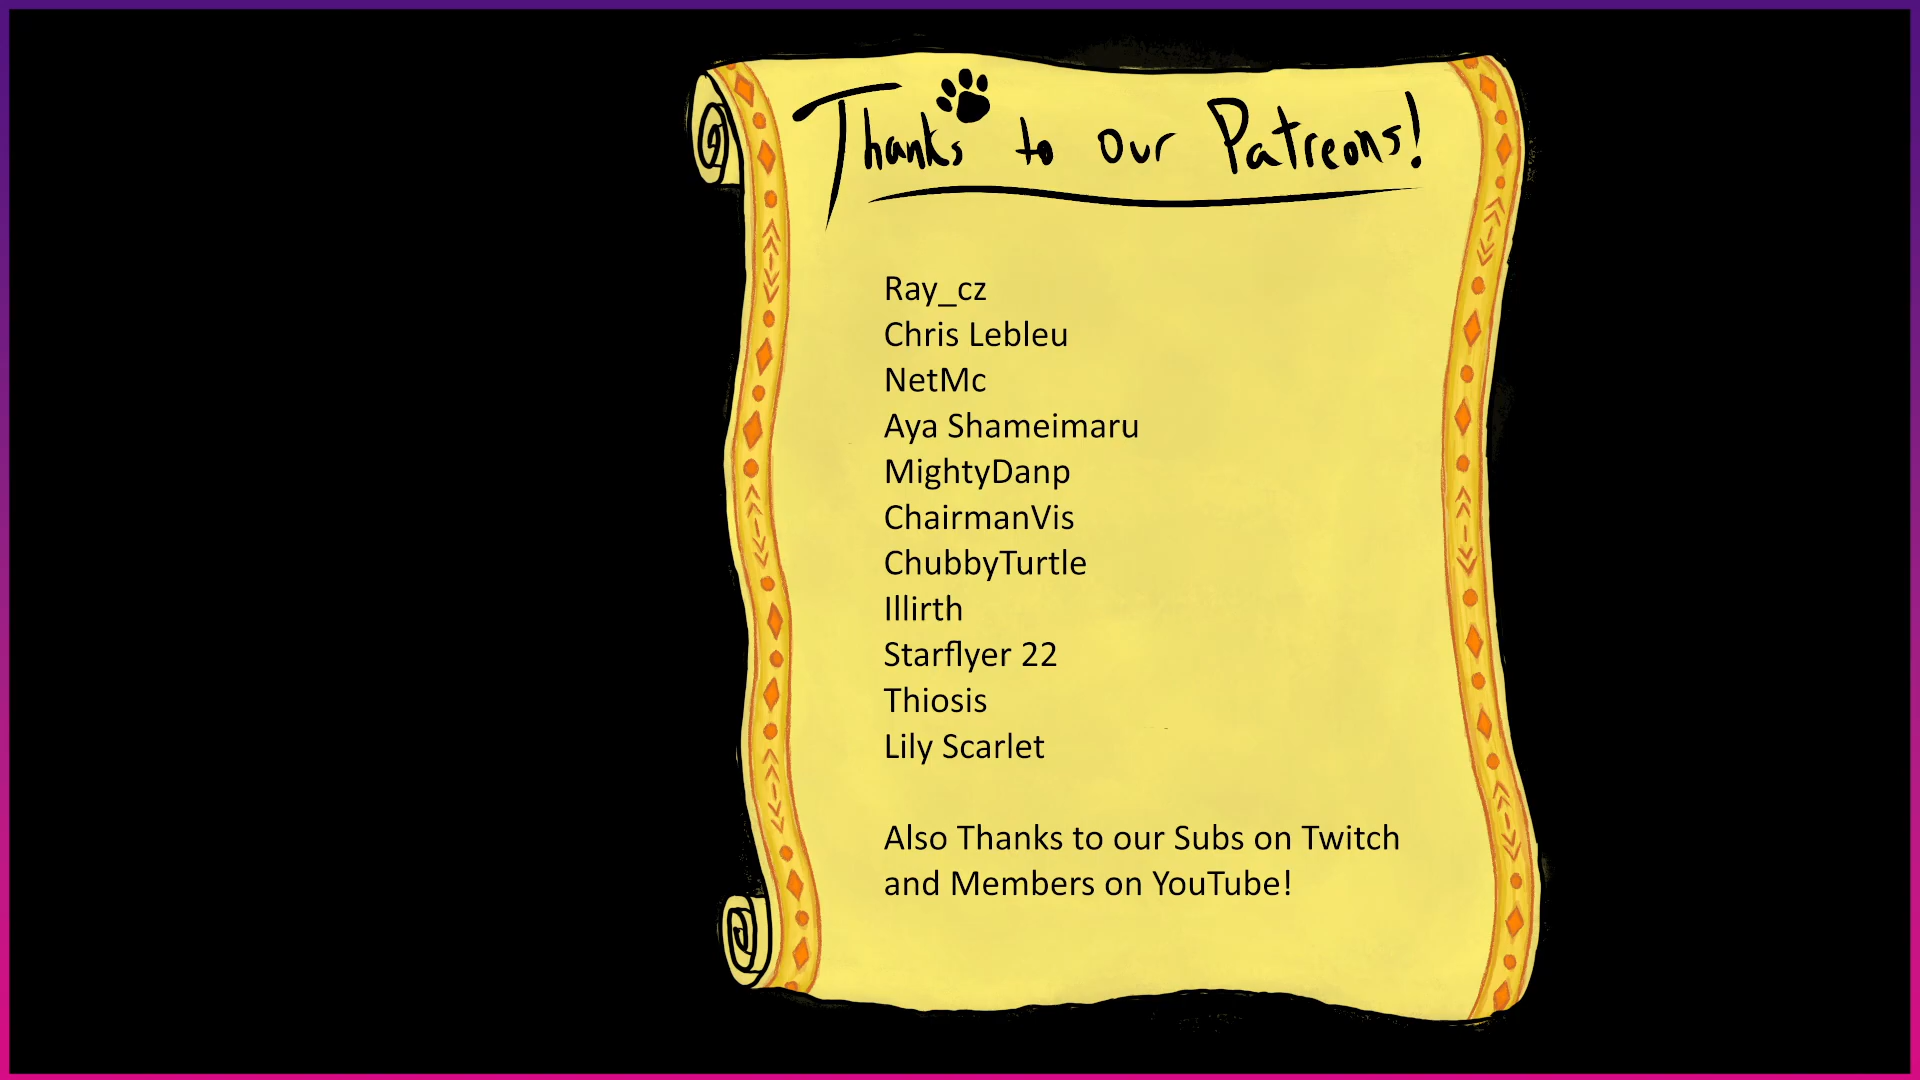 Thanks to our Patreons!
Ray_cz
Chris Lebleu
NetMc
Aya Shameimaru
MightyDanp
ChairmanVis
ChubbyTurtle
Illirth
Starflyer 22
Thiosis
Lily Scarlet
Also Thanks to our Subs on Twitch
and Members on YouTube!